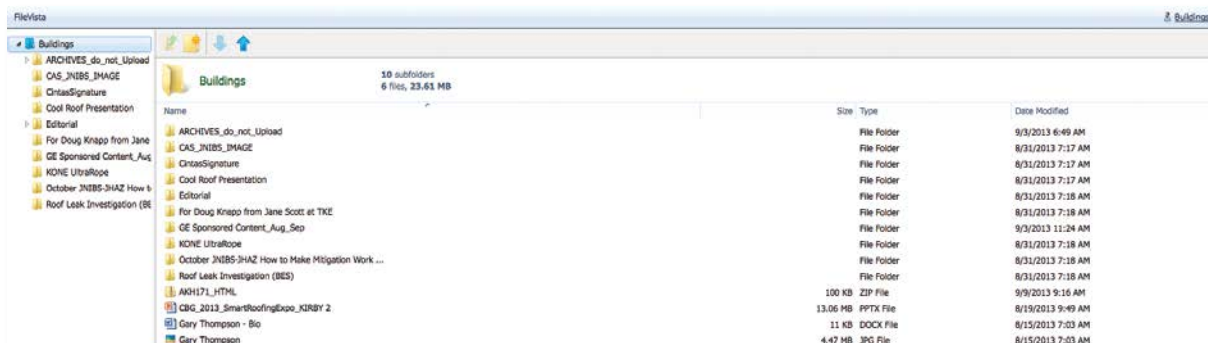 FileVista Buildings
Buildings
ARCHIVES_do_not_Upload
CAS_JNIBS_IMAGE
CintasSignature
Cool Roof Presentation
Editorial
For Doug Knapp from Jane
GE Sponsored Content_Aug
KONE UltraRope
October JNIBS-JHAZ How t
Roof Leak Investigation (BE
Buildings
10 subfolders
6 files, 23.61 MB
Name Size Type Date Modified
ARCHIVES_do_not_Upload File Folder 9/3/2013 6:49 AM
CAS_JNIBS_IMAGE File Folder 8/31/2013 7:17 AM
CintasSignature File Folder 8/31/2013 7:17 AM
Cool Roof Presentation File Folder 8/31/2013 7:17 AM
Editorial File Folder 8/31/2013 7:18 AM
For Doug Knapp from Jane Scott at TKE File Folder 8/31/2013 7:18 AM
GE Sponsored Content_Aug_Sep File Folder 9/3/2013 11:24 AM
KONE UltraRope File Folder 8/31/2013 7:18 AM
October JNIBS-JHAZ How to Make Mitigation Work ... File Folder 8/31/2013 7:18 AM
Roof Leak Investigation (BES) File Folder 8/31/2013 7:18 AM
AKH171_HTML 100 KB ZIP File 9/9/2013 9:16 AM
CBG_2013_SmartRoofingExpo_KIRBY 2 13.06 MB PPTX File 8/19/2013 9:49 AM
Gary Thompson - Bio 11 KB DOCX File 8/15/2013 7:03 AM
Gary Thompson 4.47 MB JPG File 8/15/2013 7:03 AM